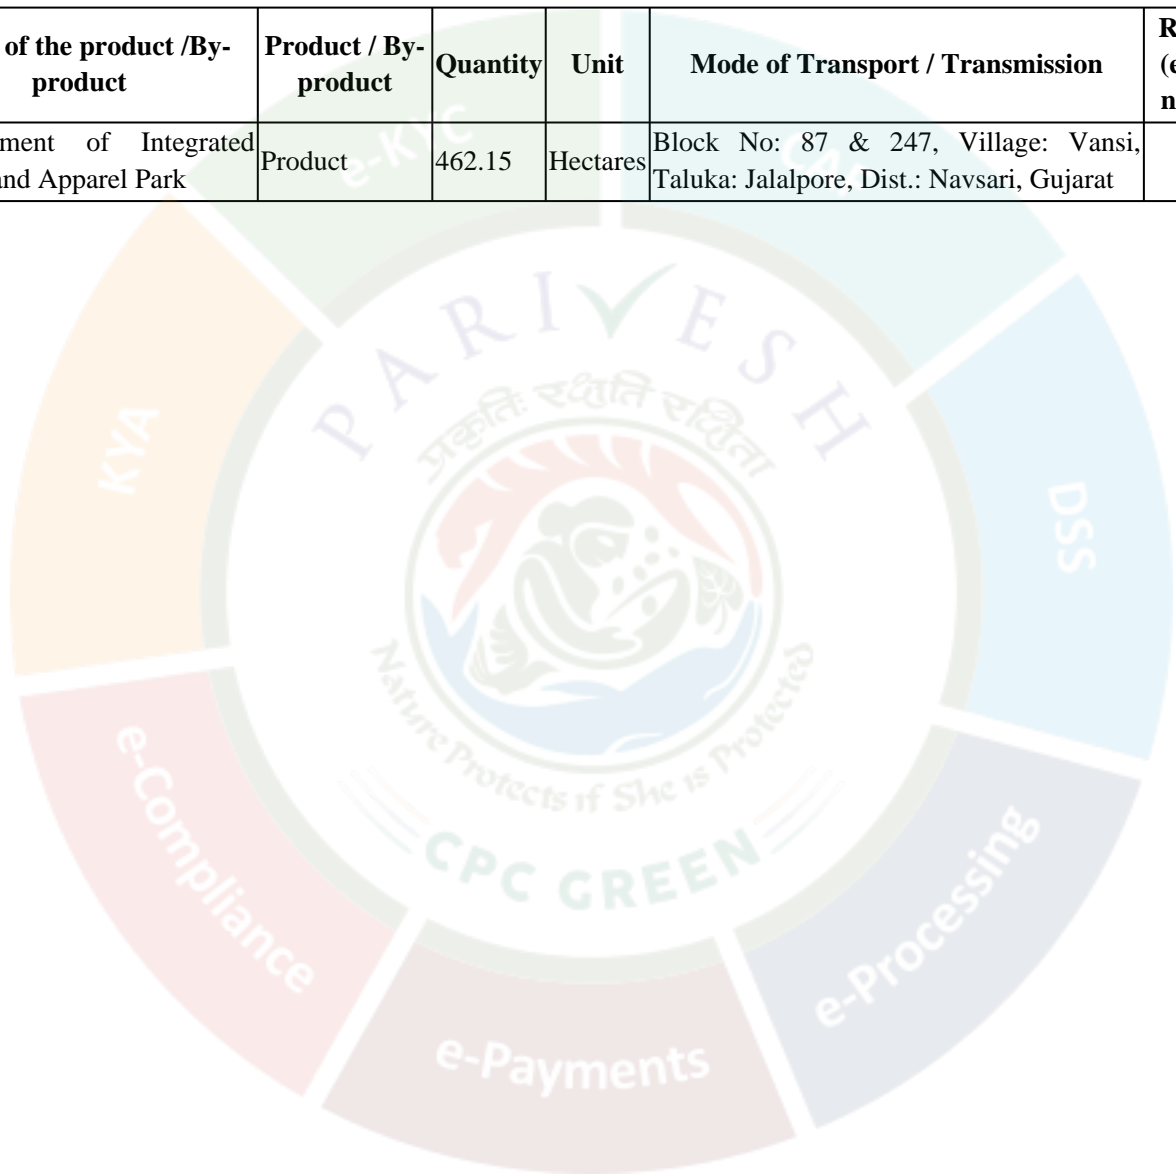 of the product /By-
product
Product / By-
product
Quantity
Unit
Mode of Transport / Transmission
R
(e
n
ment of Integrated
and Apparel Park
Product
462.15
Hectares
Block No: 87 & 247, Village: Vansi,
Taluka: Jalalpore, Dist.: Navsari, Gujarat
e-KYC
CAF
PARIVESH
प्रकृतिः रक्षति रक्षिता
KYA
DSS
Nature Protects if She is Protected
CPC GREEN
e-Compliance
e-Processing
e-Payments